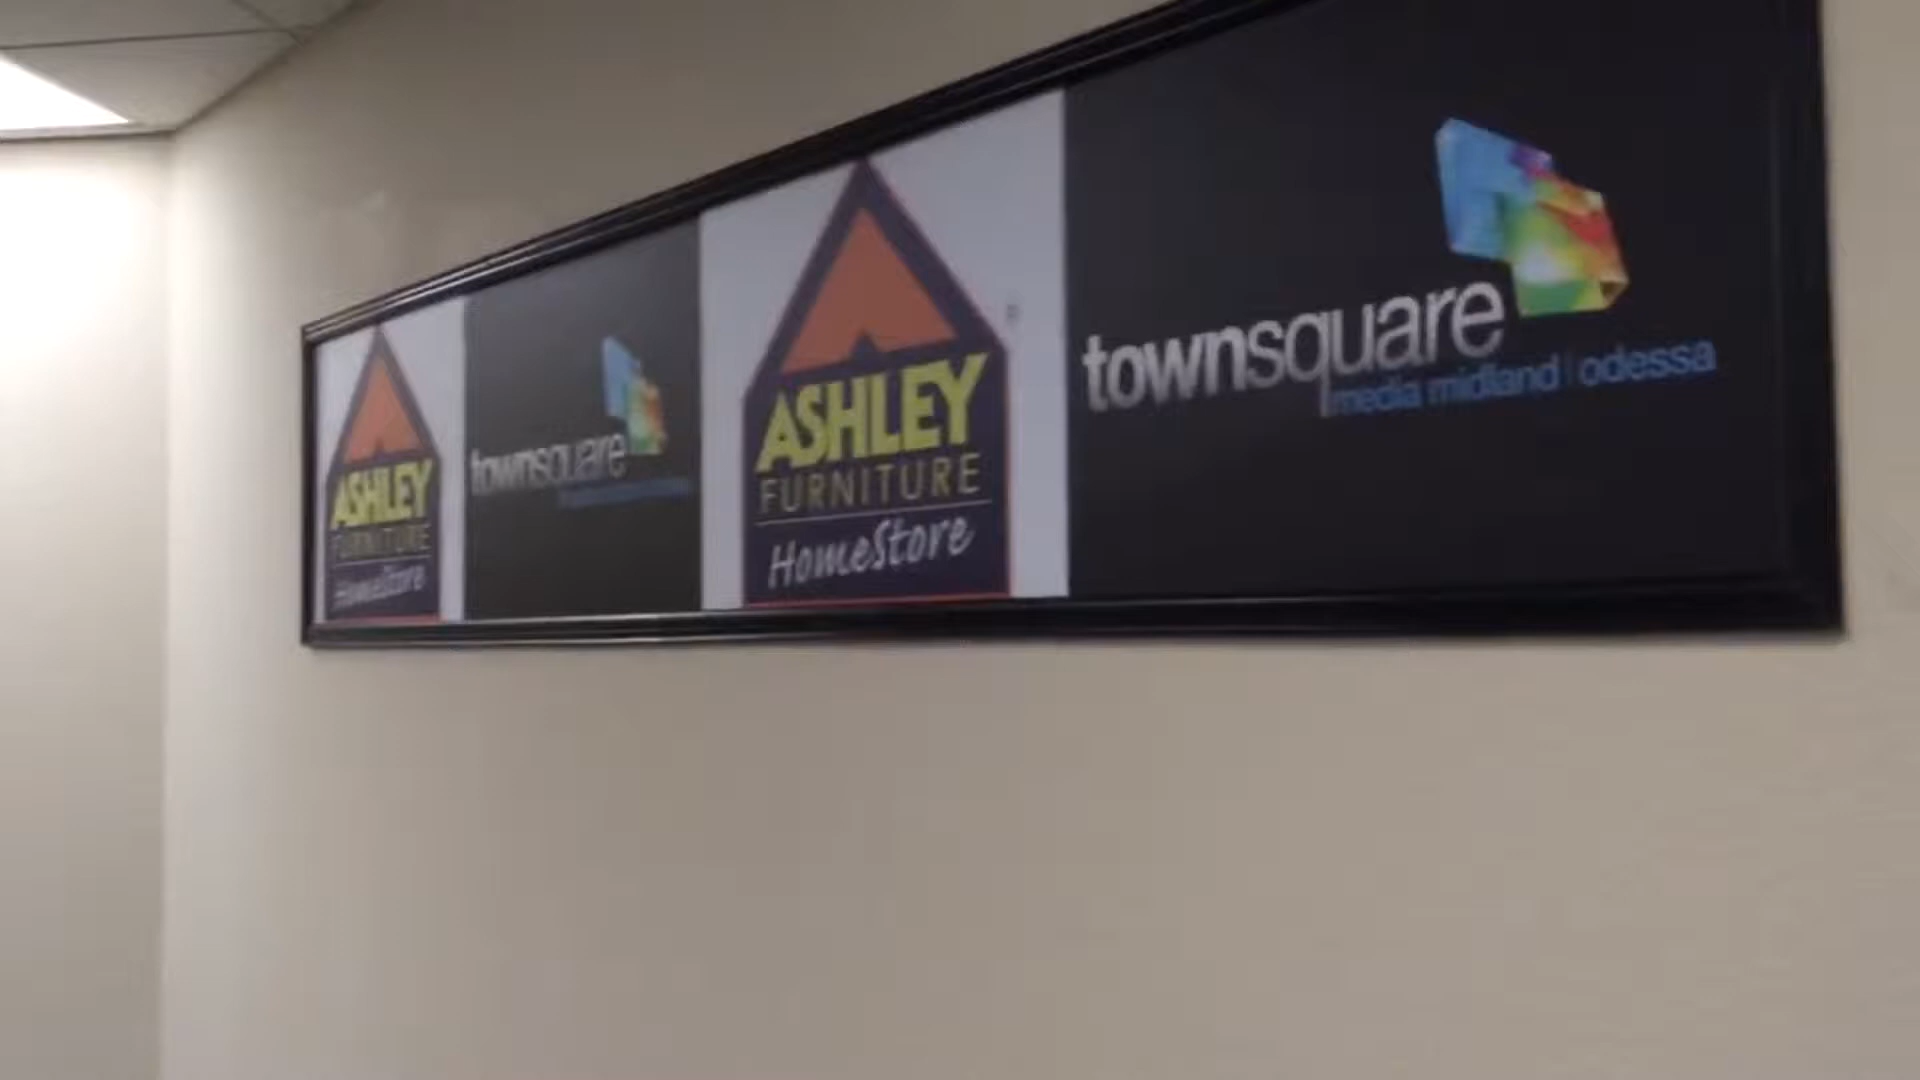 ASHLEY
FURNITURE
HomeStore
townsquare
ASHLEY
FURNITURE
HomeStore
townsquare
media midland | odessa